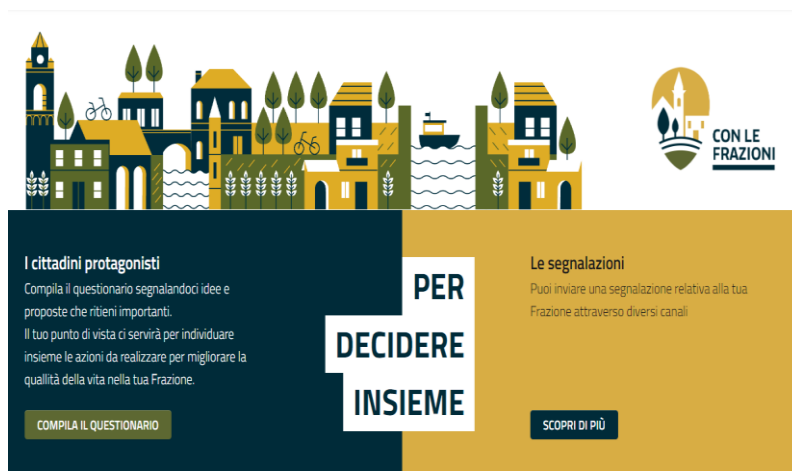 CON LE
FRAZIONI
I cittadini protagonisti
Compila il questionario segnalandoci idee e
proposte che ritieni importanti.
Il tuo punto di vista ci servirà per individuare
insieme le azioni da realizzare per migliorare la
quallità della vita nella tua Frazione.
COMPILA IL QUESTIONARIO
PER
DECIDERE
INSIEME
Le segnalazioni
Puoi inviare una segnalazione relativa alla tua
Frazione attraverso diversi canali
SCOPRI DI PIÙ